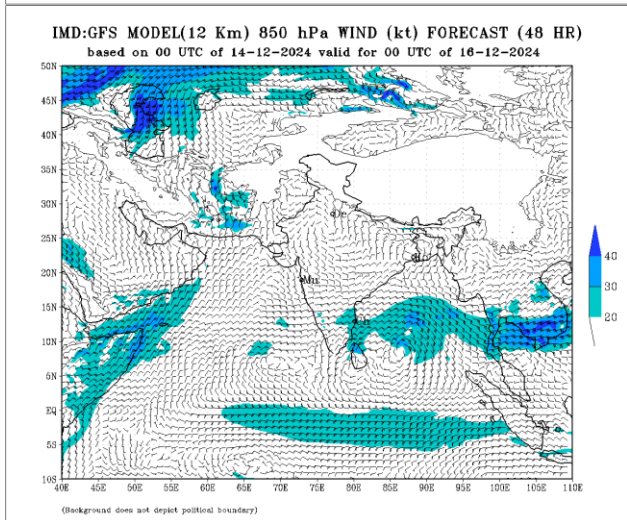 IMD:GFS MODEL(12 Km) 850 hPa WIND (kt) FORECAST (48 HR)
based on 00 UTC of 14-12-2024 valid for 00 UTC of 16-12-2024
50N
45N
40N
35N
30N
25N
20N
15N
10N
5N
EQ
5S
10S
De
Mu
Ch
40
30
20
40E 45E 50E 55E 60E 65E 70E 75E 80E 85E 90E 95E 100E 105E 110E
(Background does not depict political boundary)